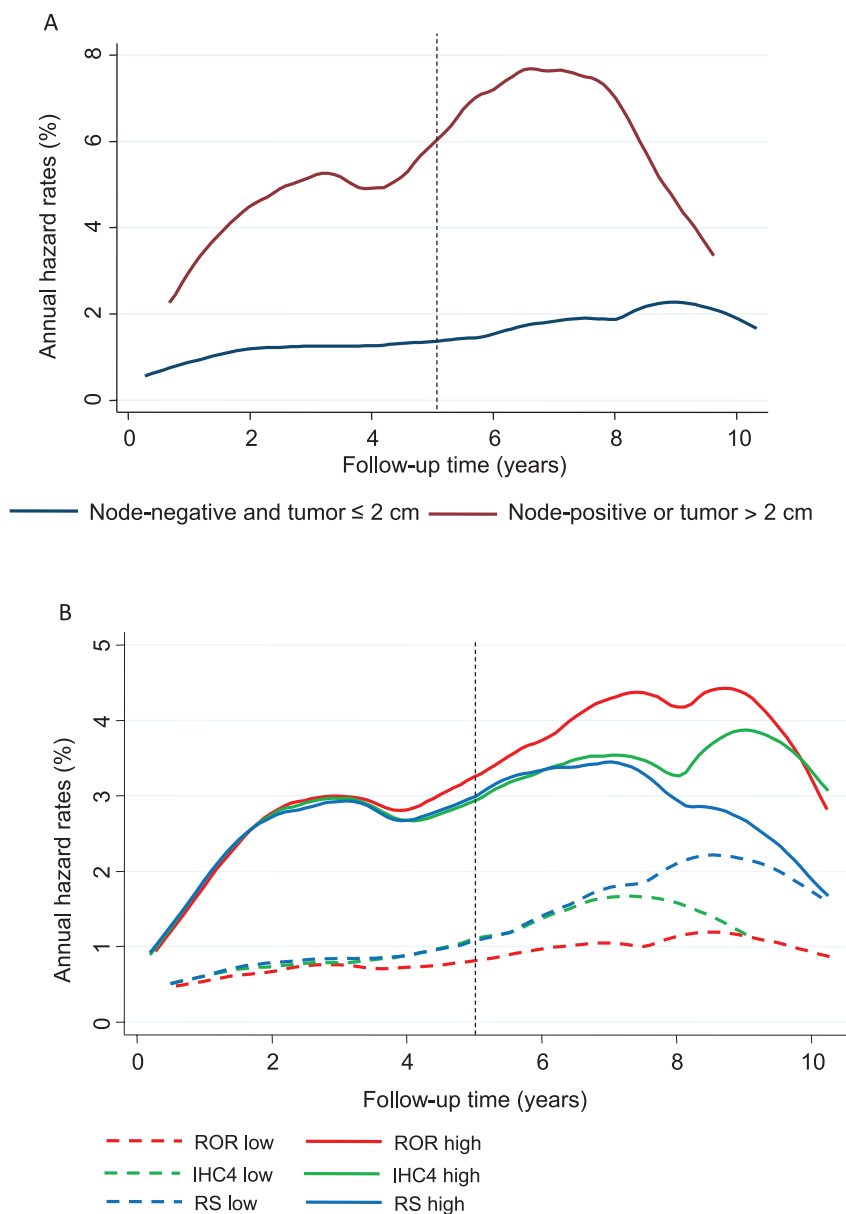 A
Annual hazard rates (%)
8
6
4
2
0
0 2 4 6 8 10
Follow-up time (years)
Node-negative and tumor ≤ 2 cm Node-positive or tumor > 2 cm
B
Annual hazard rates (%)
5
4
3
2
1
0
0 2 4 6 8 10
Follow-up time (years)
ROR low ROR high
IHC4 low IHC4 high
RS low RS high